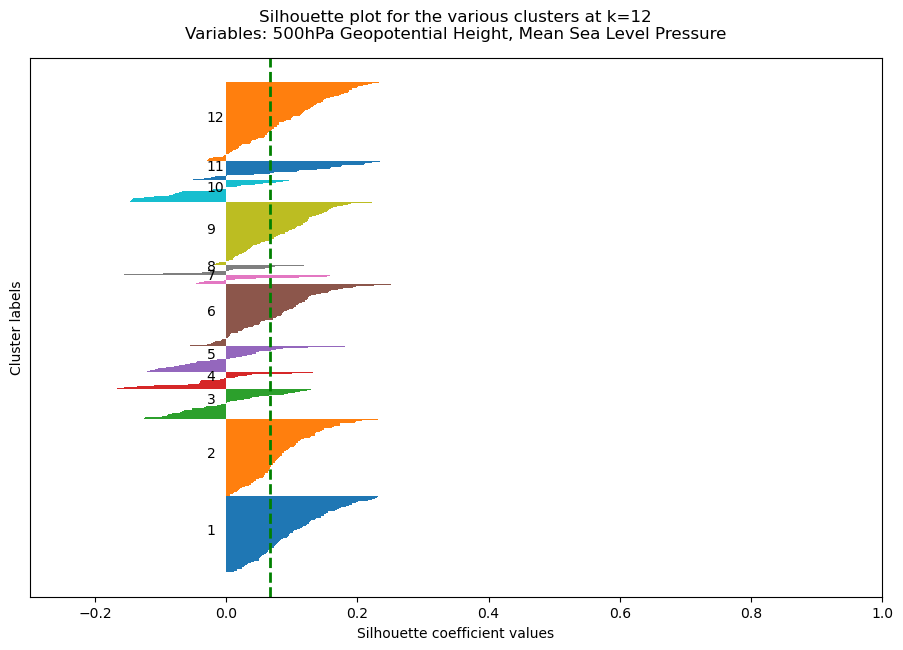 Silhouette plot for the various clusters at k=12
Variables: 500hPa Geopotential Height, Mean Sea Level Pressure
Cluster labels
12
11
10
9
8
7
6
5
4
3
2
1
−0.2 0.0 0.2 0.4 0.6 0.8 1.0
Silhouette coefficient values